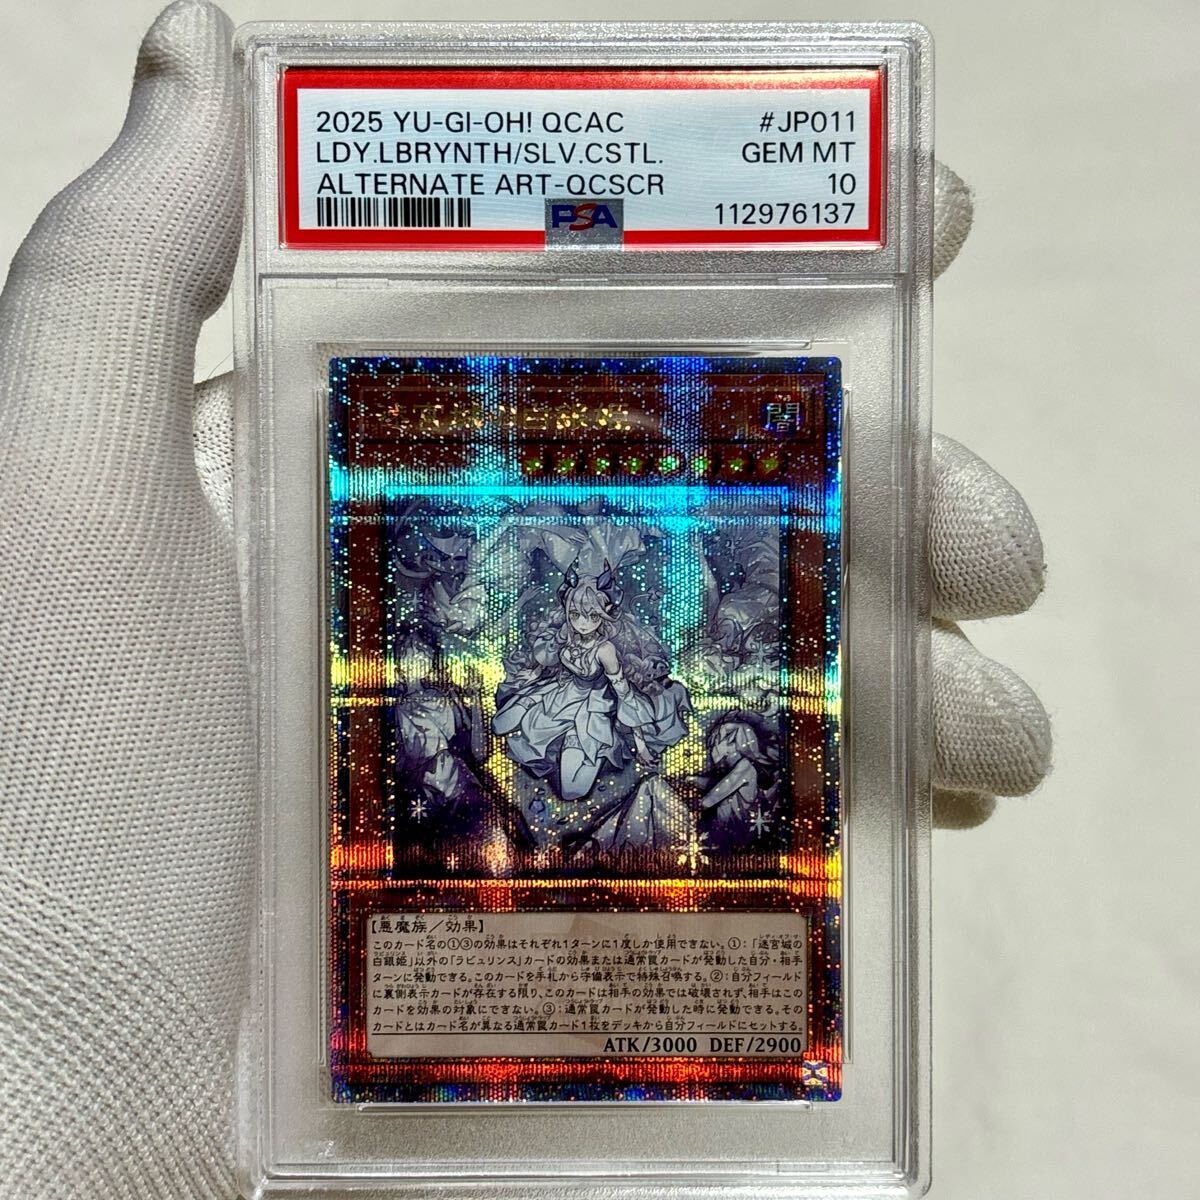 2025 YU-GI-OH! QCAC #JP011
LDY.LBRYNTH/SLV.CSTL. GEM MT
ALTERNATE ART-QCSCR 10
PSA 112976137
迷宮城の白銀姫 闇
【悪魔族／効果】
このカード名の①③の効果はそれぞれ1ターンに1度しか使用できない。①：「迷宮城の
白銀姫」以外の「ラビュリンス」カードの効果または通常罠カードが発動した自分・相手
ターンに発動できる。このカードを手札から守備表示で特殊召喚する。②：自分フィールド
に裏側表示カードが存在する限り、このカードは相手の効果では破壊されず、相手はこの
カードを効果の対象にできない。③：通常罠カードが発動した時に発動できる。その
カードとはカード名が異なる通常罠カード1枚をデッキから自分フィールドにセットする。
ATK/3000 DEF/2900